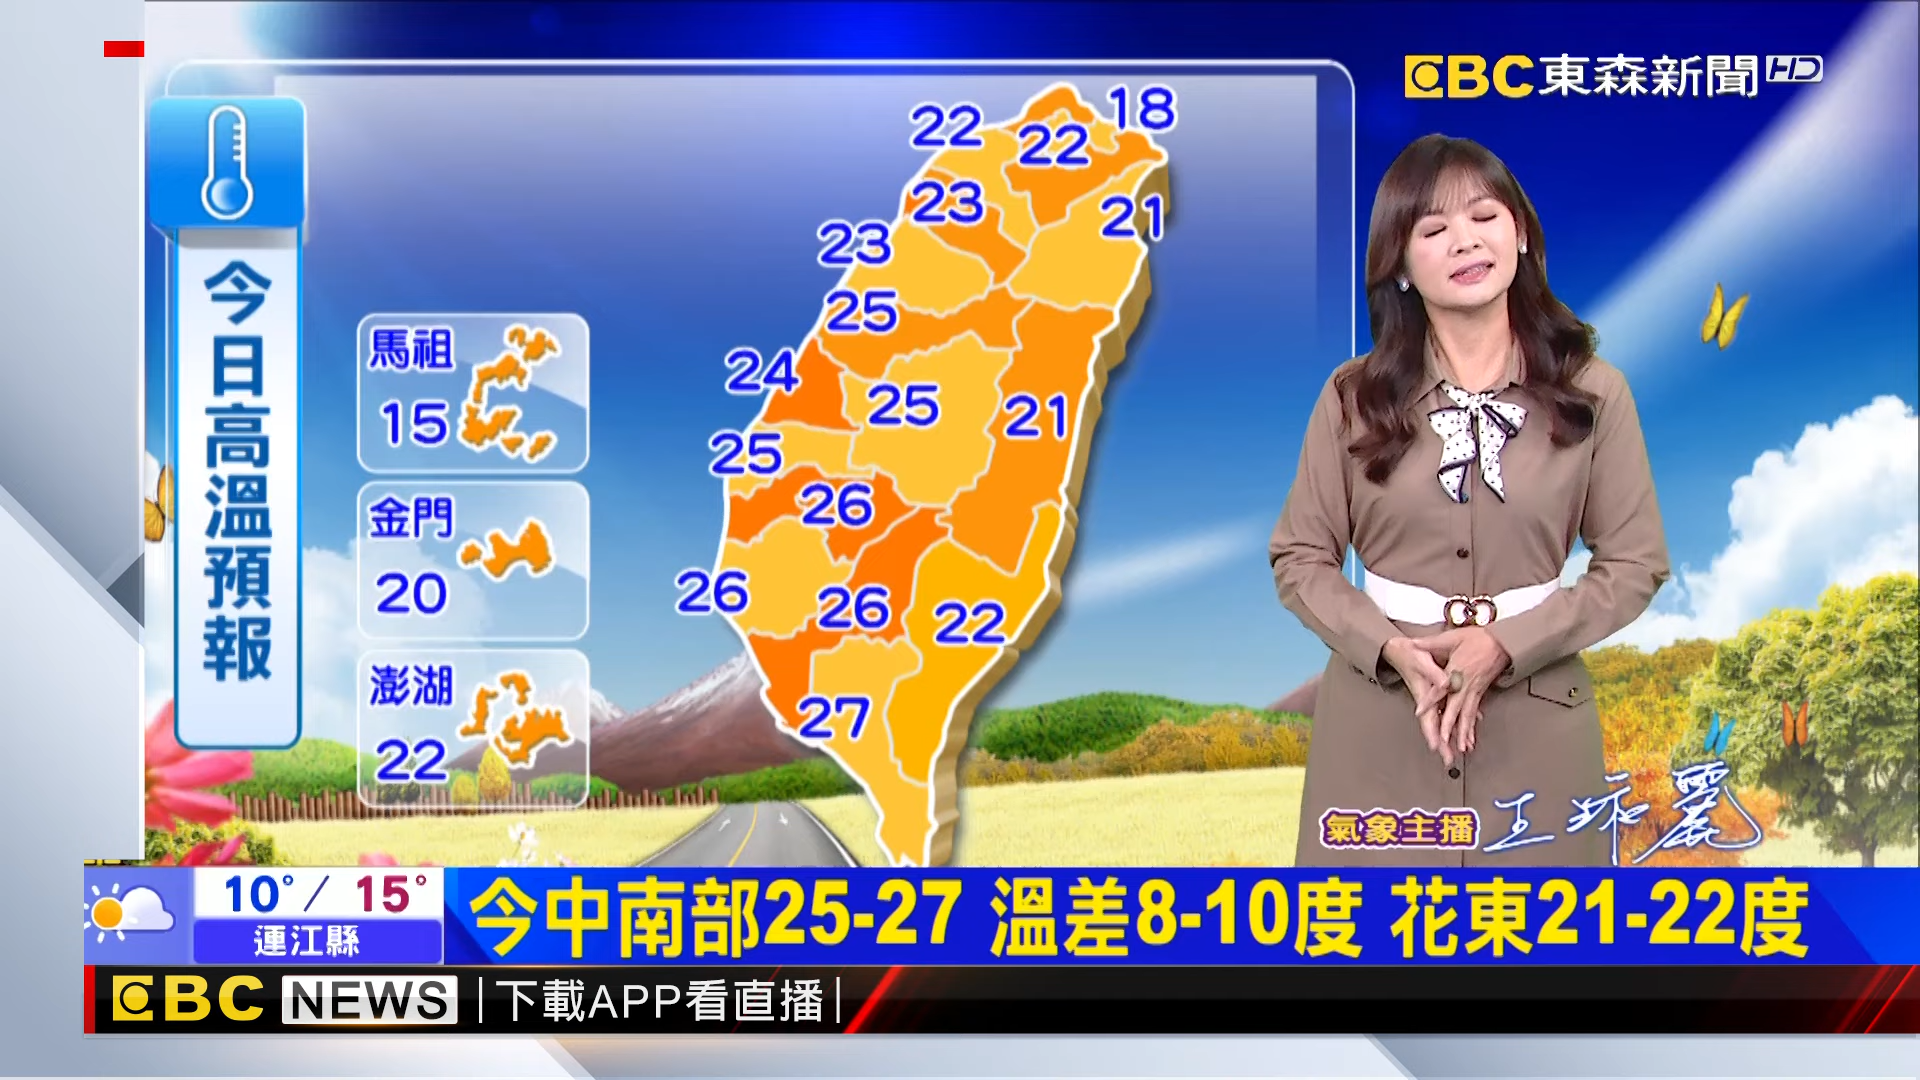 EBC東森新聞HD
今日高溫預報
22
22
18
23
21
23
25
24
25
21
25
26
26
26
22
27
馬祖
15
金門
20
澎湖
22
氣象主播
10°/ 15°
連江縣
今中南部25-27 溫差8-10度 花東21-22度
EBC NEWS |下載APP看直播|